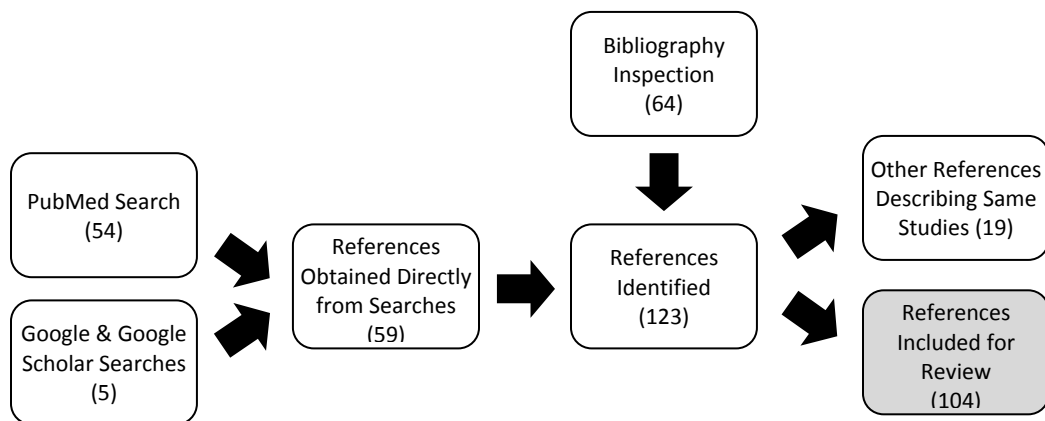 Bibliography
Inspection
(64)
PubMed Search
(54)
Google & Google
Scholar Searches
(5)
References
Obtained Directly
from Searches
(59)
References
Identified
(123)
Other References
Describing Same
Studies (19)
References
Included for
Review
(104)